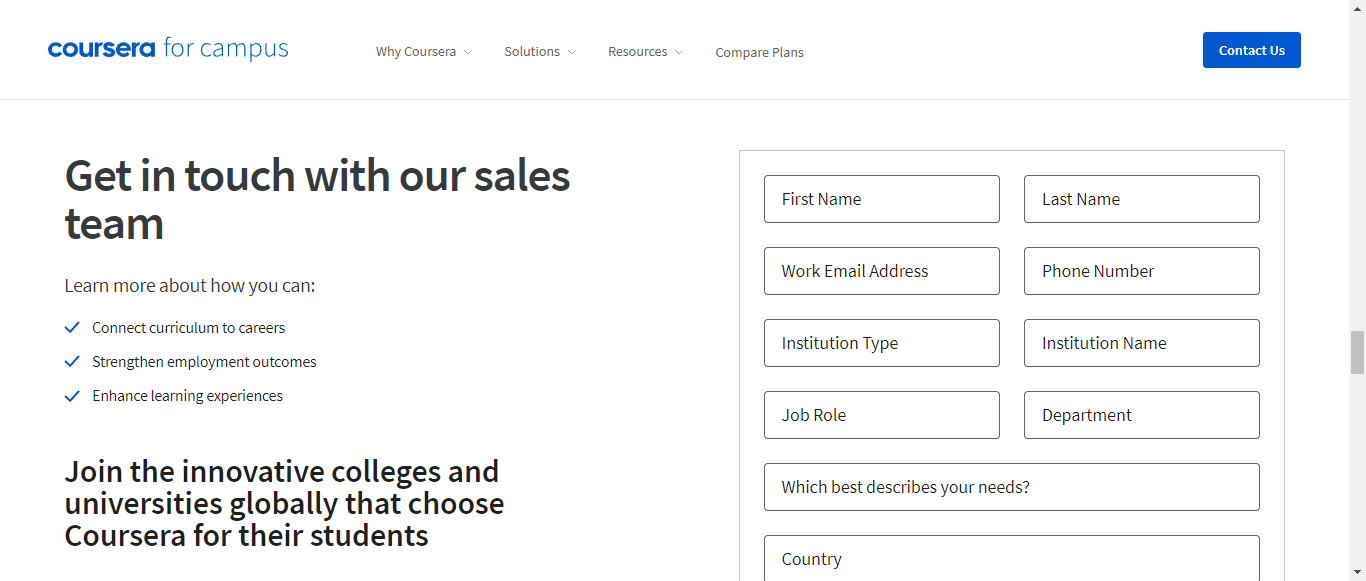 coursera for campus
Why Coursera
Solutions
Resources
Compare Plans
Contact Us
Get in touch with our sales
team
Learn more about how you can:
Connect curriculum to careers
Strengthen employment outcomes
Enhance learning experiences
Join the innovative colleges and
universities globally that choose
Coursera for their students
First Name
Last Name
Work Email Address
Phone Number
Institution Type
Institution Name
Job Role
Department
Which best describes your needs?
Country